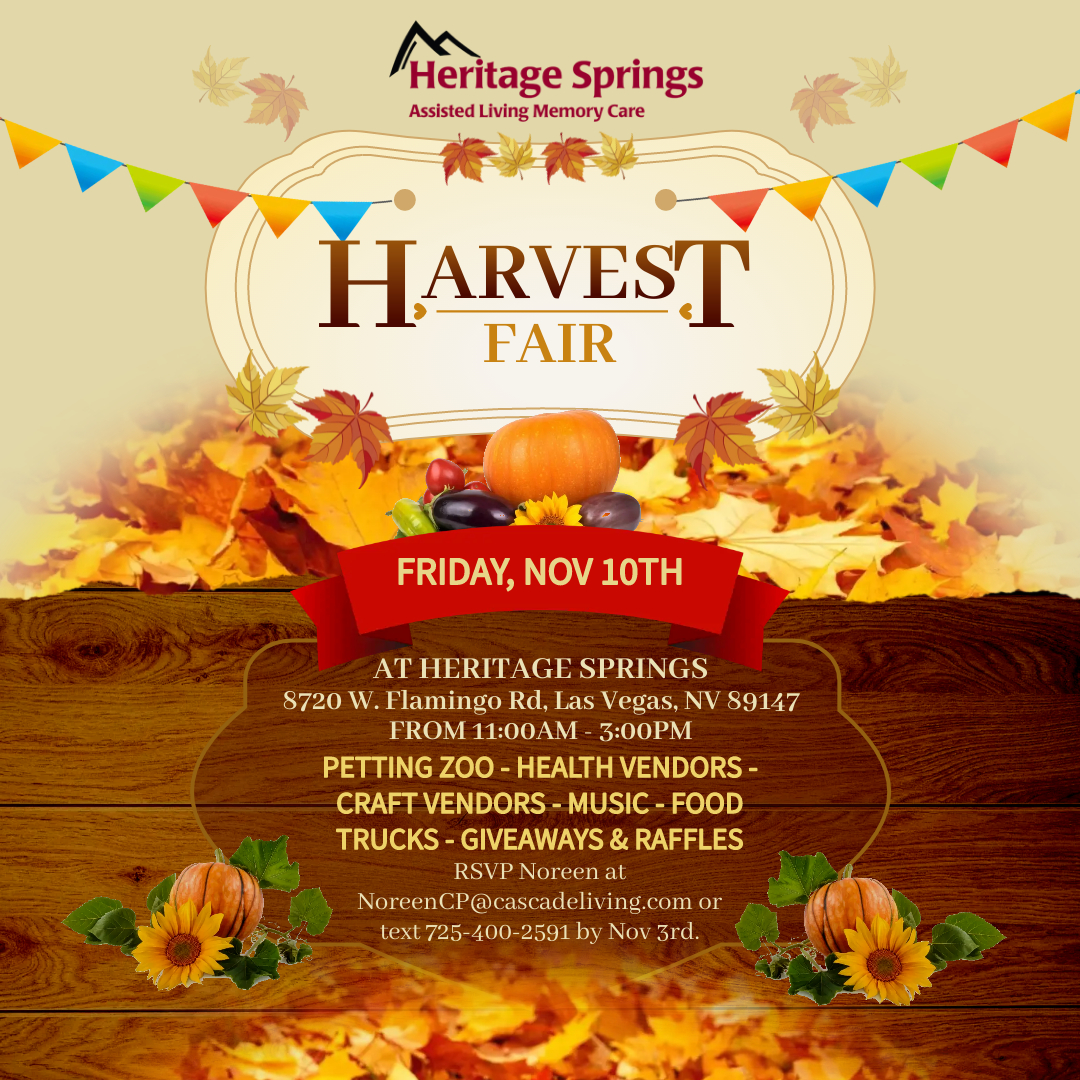 Heritage Springs
Assisted Living Memory Care
HARVEST
FAIR
FRIDAY, NOV 10TH
AT HERITAGE SPRINGS
8720 W. Flamingo Rd, Las Vegas, NV 89147
FROM 11:00AM - 3:00PM
PETTING ZOO - HEALTH VENDORS -
CRAFT VENDORS - MUSIC - FOOD
TRUCKS - GIVEAWAYS & RAFFLES
RSVP Noreen at
NoreenCP@cascadeliving.com or
text 725-400-2591 by Nov 3rd.